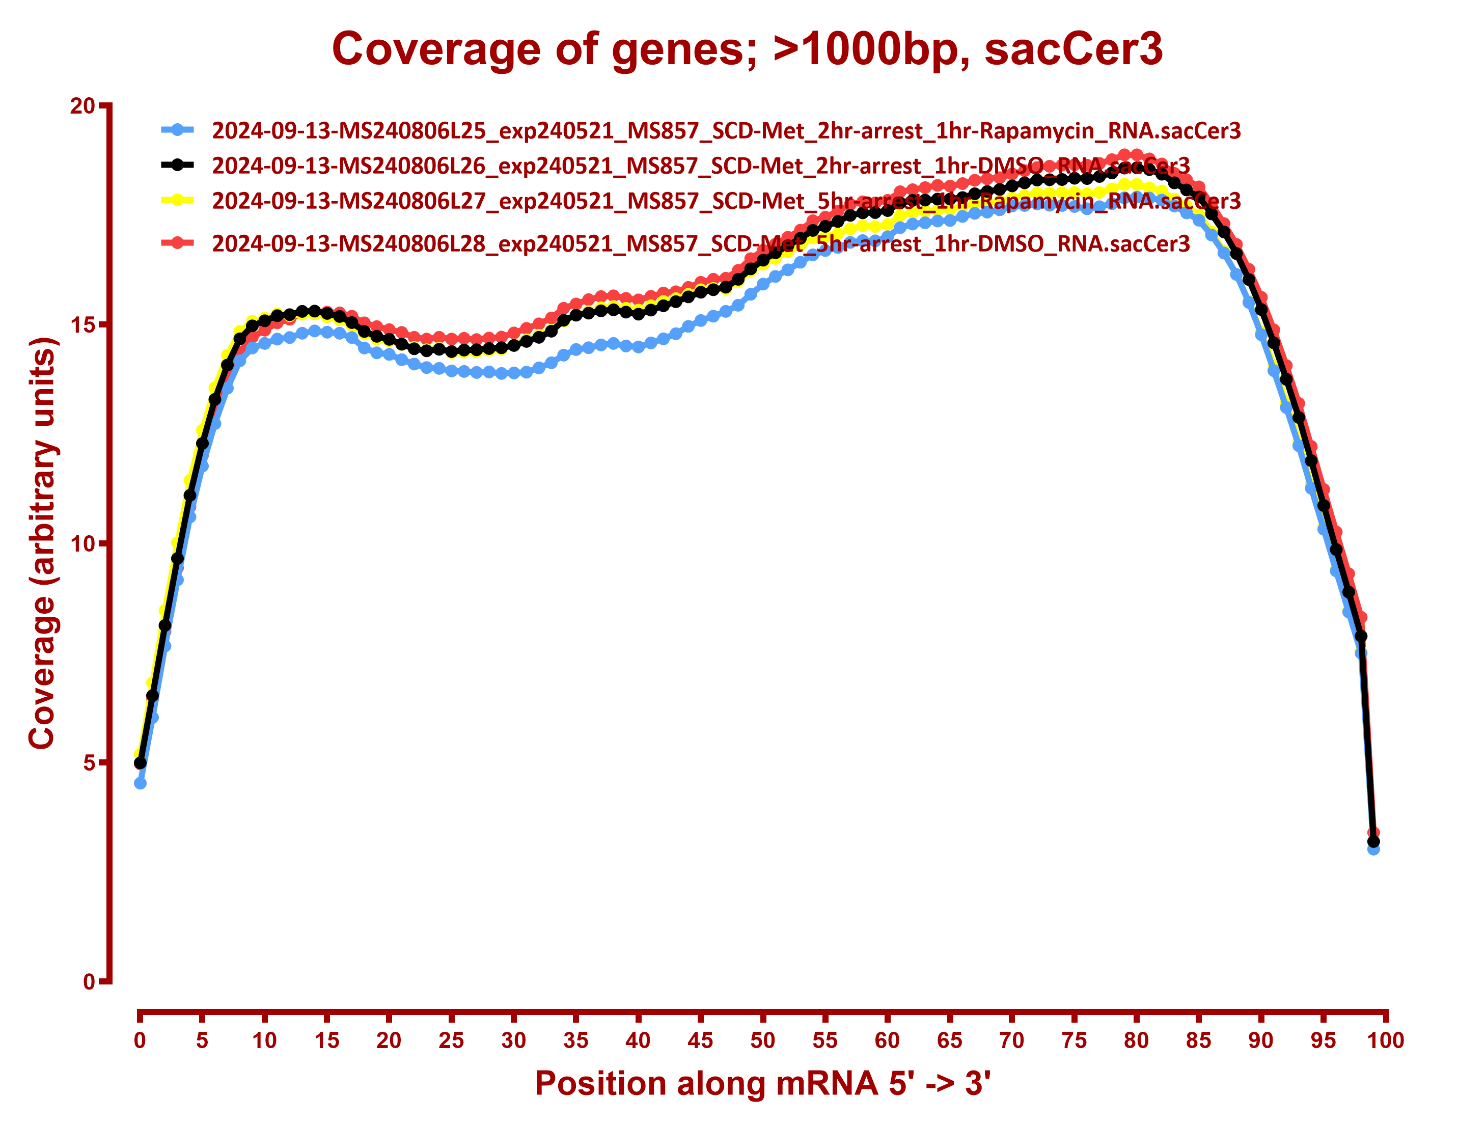 Coverage of genes; >1000bp, sacCer3
20
2024-09-13-MS240806L25_exp240521_MS857_SCD-Met_2hr-arrest_1hr-Rapamycin_RNA.sacCer3
2024-09-13-MS240806L26_exp240521_MS857_SCD-Met_2hr-arrest_1hr-DMSO_RNA.sacCer3
2024-09-13-MS240806L27_exp240521_MS857_SCD-Met_5hr-arrest_1hr-Rapamycin_RNA.sacCer3
2024-09-13-MS240806L28_exp240521_MS857_SCD-Met_5hr-arrest_1hr-DMSO_RNA.sacCer3
15
10
5
0
Coverage (arbitrary units)
0 5 10 15 20 25 30 35 40 45 50 55 60 65 70 75 80 85 90 95 100
Position along mRNA 5' -> 3'